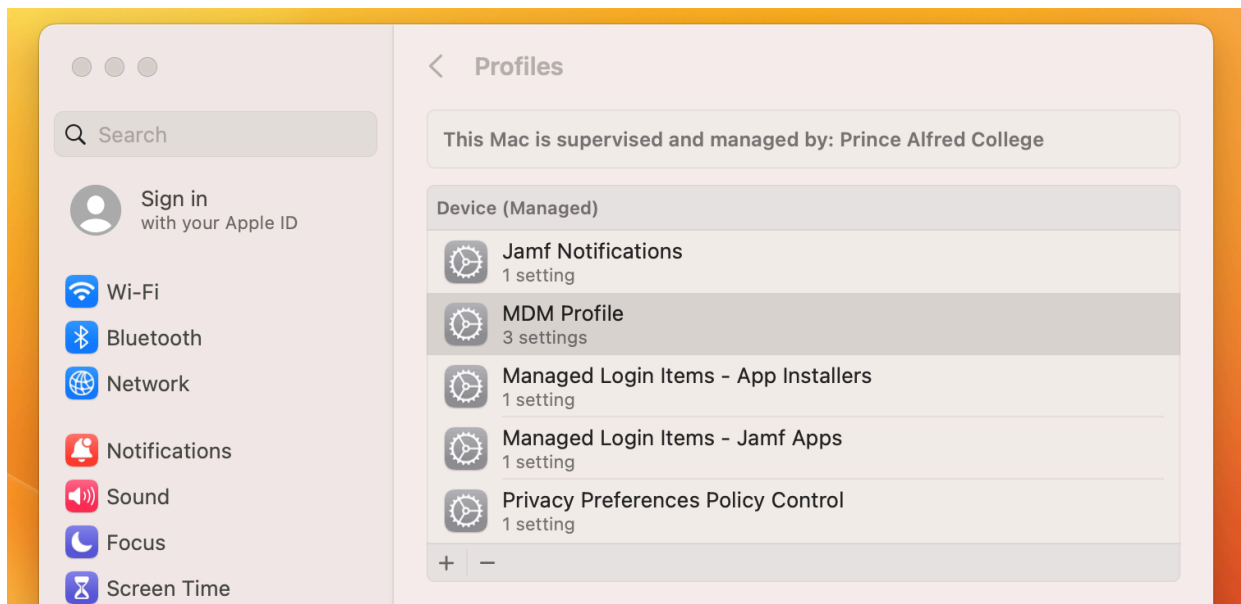 Search
Sign in
with your Apple ID
Wi-Fi
Bluetooth
Network
Notifications
Sound
Focus
Screen Time
Profiles
This Mac is supervised and managed by: Prince Alfred College
Device (Managed)
Jamf Notifications
1 setting
MDM Profile
3 settings
Managed Login Items - App Installers
1 setting
Managed Login Items - Jamf Apps
1 setting
Privacy Preferences Policy Control
1 setting